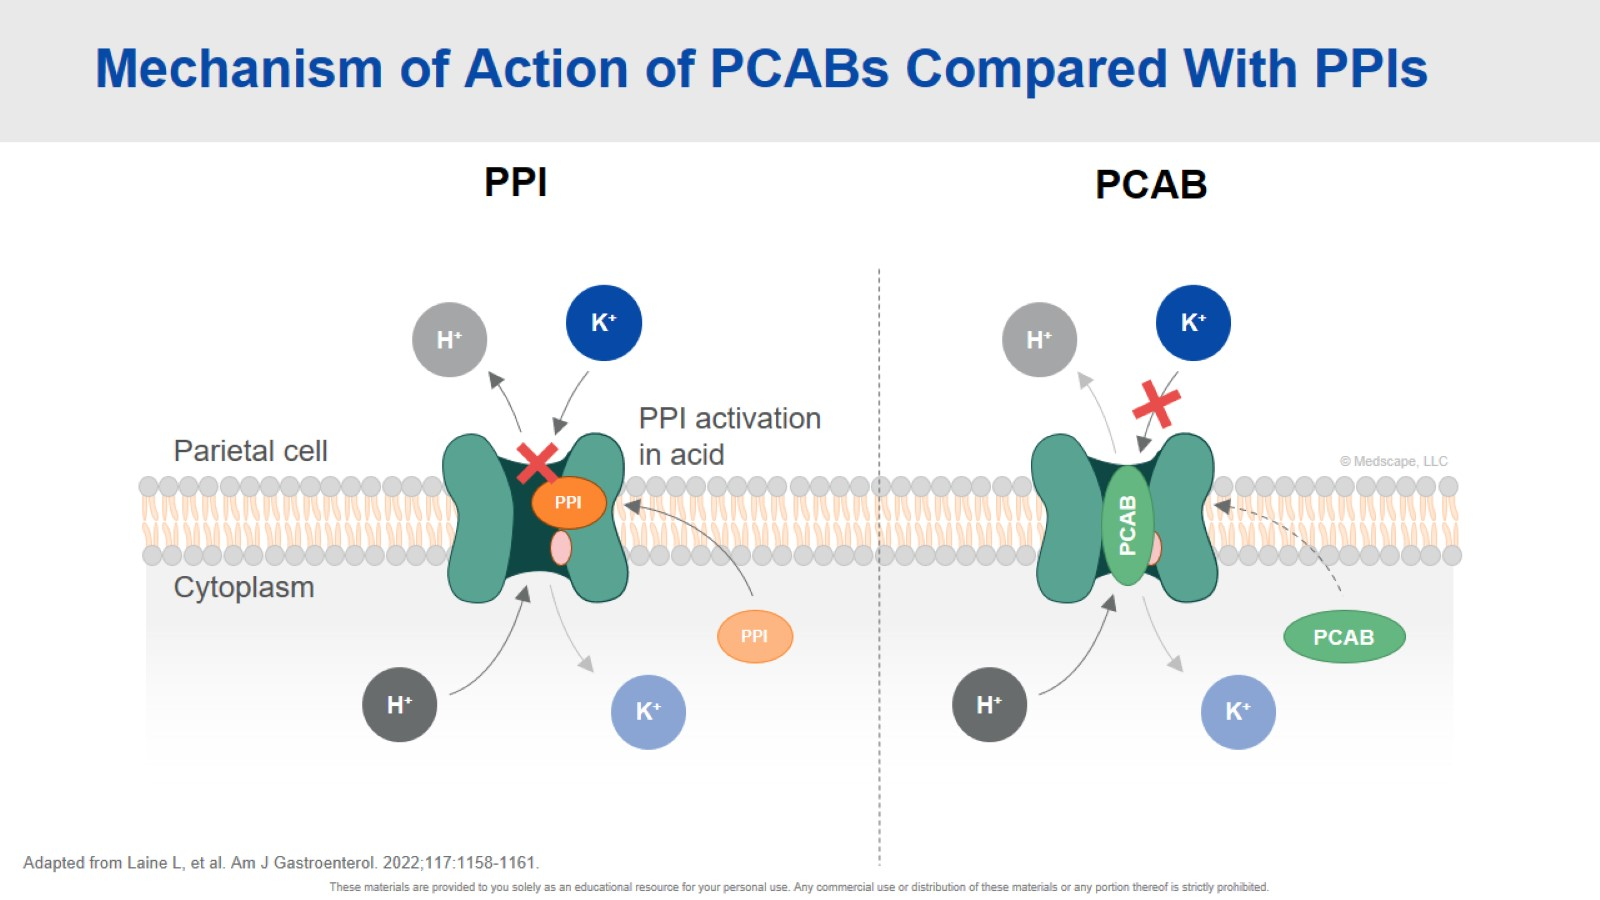 Mechanism of Action of PCABs Compared With PPIs
PPI
PCAB
H⁺
K⁺
H⁺
K⁺
PPI activation
in acid
Parietal cell
© Medscape, LLC
PPI
PCAB
Cytoplasm
PPI
PCAB
H⁺
K⁺
H⁺
K⁺
Adapted from Laine L, et al. Am J Gastroenterol. 2022;117:1158-1161.
These materials are provided to you solely as an educational resource for your personal use. Any commercial use or distribution of these materials or any portion thereof is strictly prohibited.